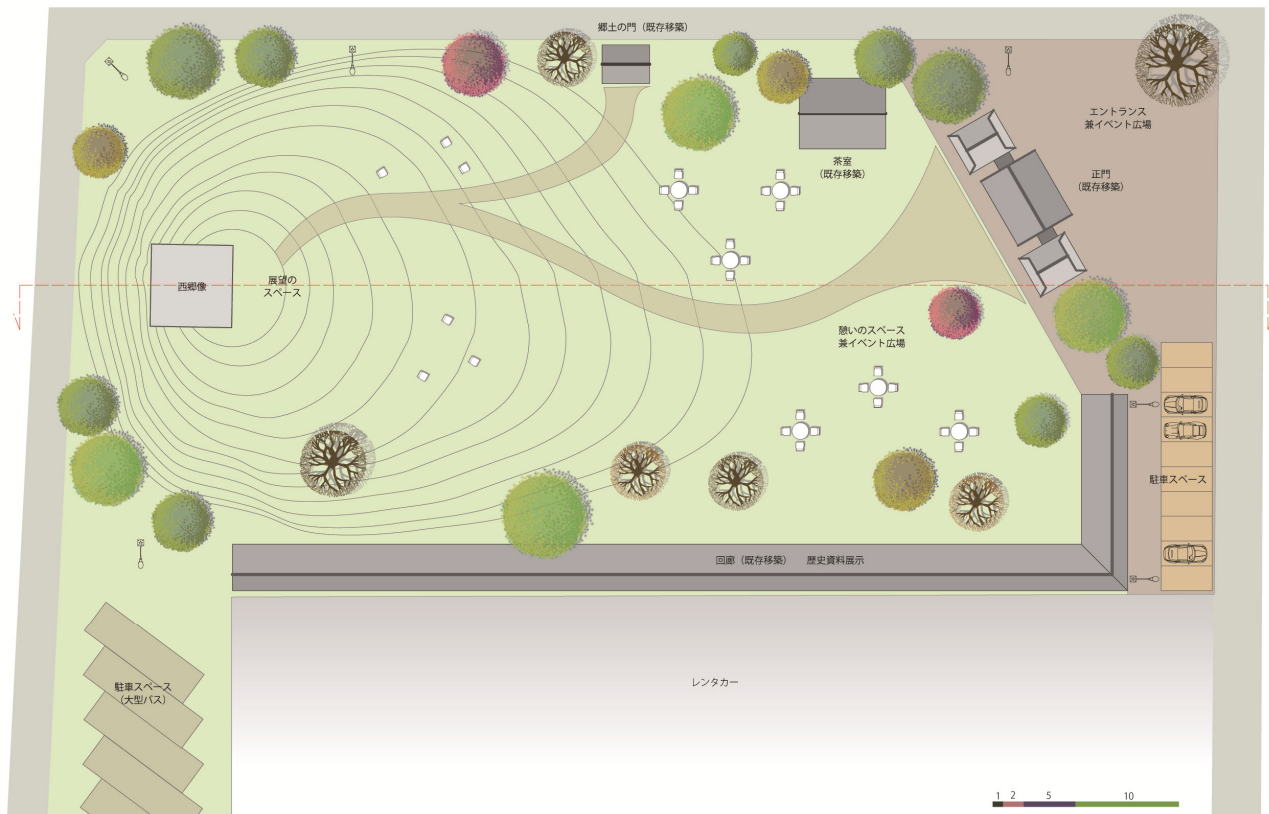 郷土の門（既存移築）
エントランス
兼イベント広場
茶室
（既存移築）
正門
（既存移築）
西郷像
展望の
スペース
憩いのスペース
兼イベント広場
駐車スペース
回廊（既存移築）　歴史資料展示
駐車スペース
（大型バス）
レンタカー
1 2 5 10